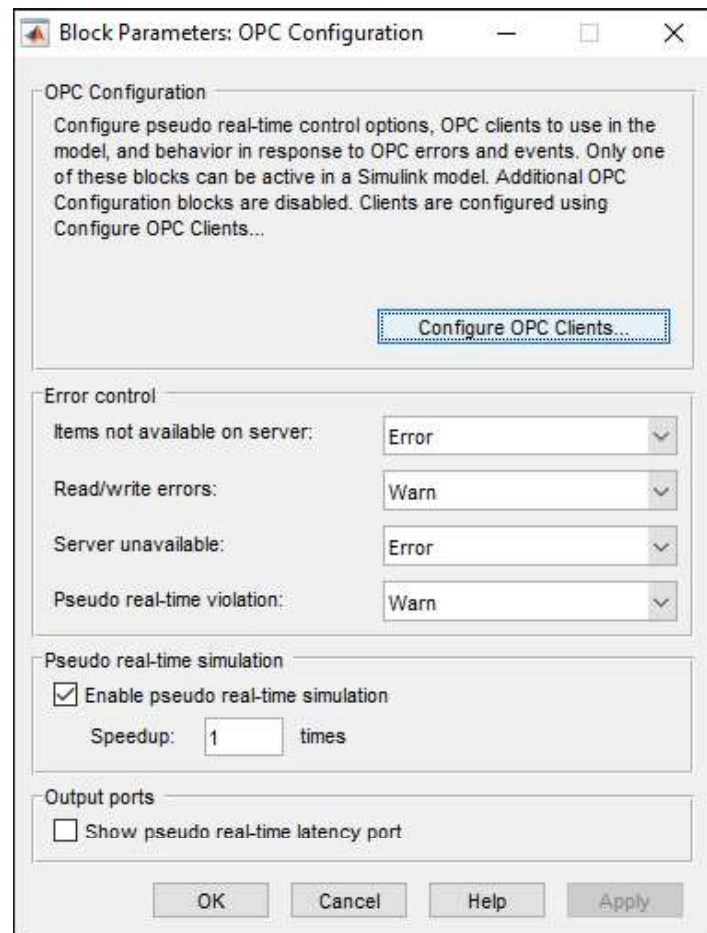 Block Parameters: OPC Configuration
OPC Configuration
Configure pseudo real-time control options, OPC clients to use in the
model, and behavior in response to OPC errors and events. Only one
of these blocks can be active in a Simulink model. Additional OPC
Configuration blocks are disabled. Clients are configured using
Configure OPC Clients...
Configure OPC Clients...
Error control
Items not available on server: Error
Read/write errors: Warn
Server unavailable: Error
Pseudo real-time violation: Warn
Pseudo real-time simulation
Enable pseudo real-time simulation
Speedup: 1 times
Output ports
Show pseudo real-time latency port
OK Cancel Help Apply